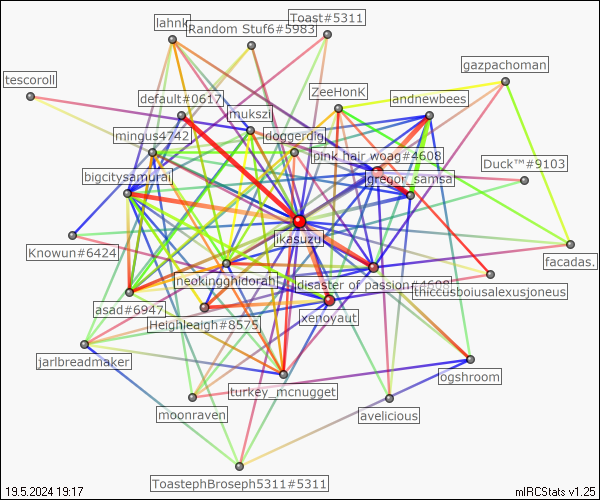 lahnk
Random Stuf6#5983
Toast#5311
tescoroll
gazpachoman
default#0617
mukszi
ZeeHonK
andnewbees
mingus4742
doggerdig
pink hair woag#4608
Duck™#9103
bigcitysamurai
gregor_samsa
ikasuzu
Knowun#6424
facadas.
neokingghidorah
disaster of passion#4608
thiccusboiusalexusjoneus
asad#6947
Heighleaigh#8575
xenoyaut
jarlbreadmaker
ogshroom
turkey_mcnugget
moonraven
avelicious
ToastephBroseph5311#5311
19.5.2024 19:17
mIRCStats v1.25